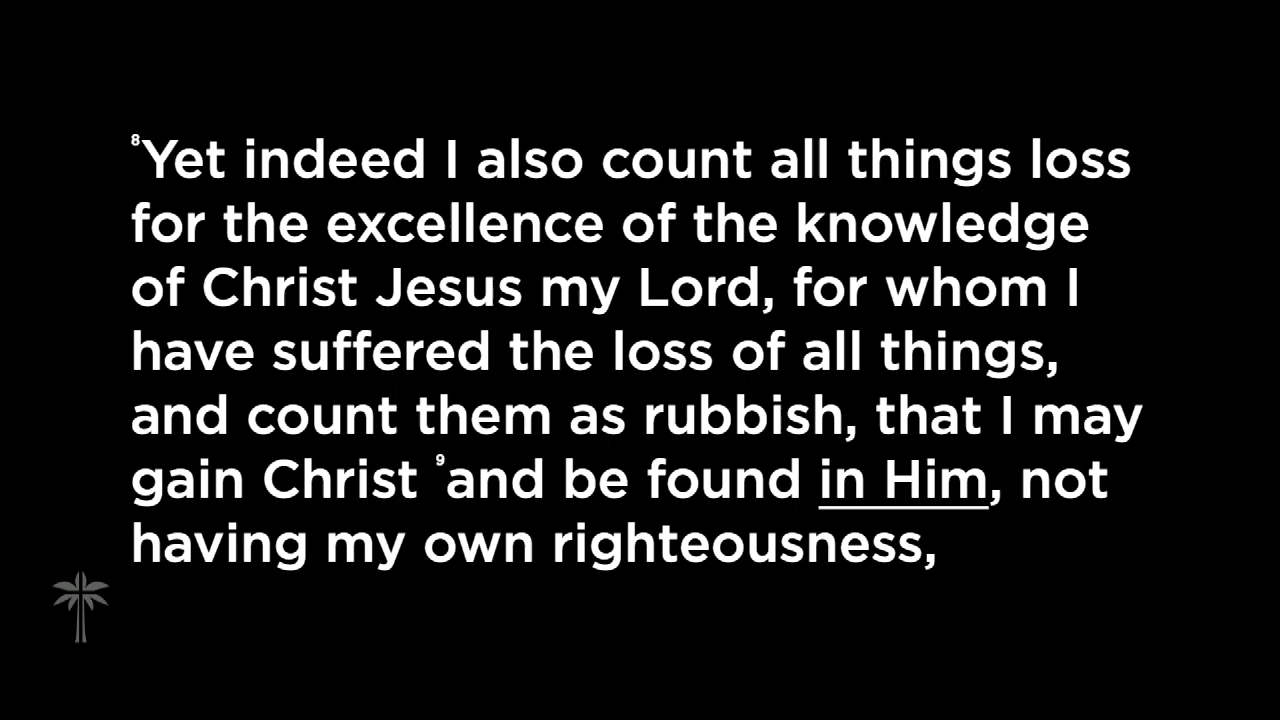 ⁸Yet indeed I also count all things loss
for the excellence of the knowledge
of Christ Jesus my Lord, for whom I
have suffered the loss of all things,
and count them as rubbish, that I may
gain Christ ⁹and be found in Him, not
having my own righteousness,